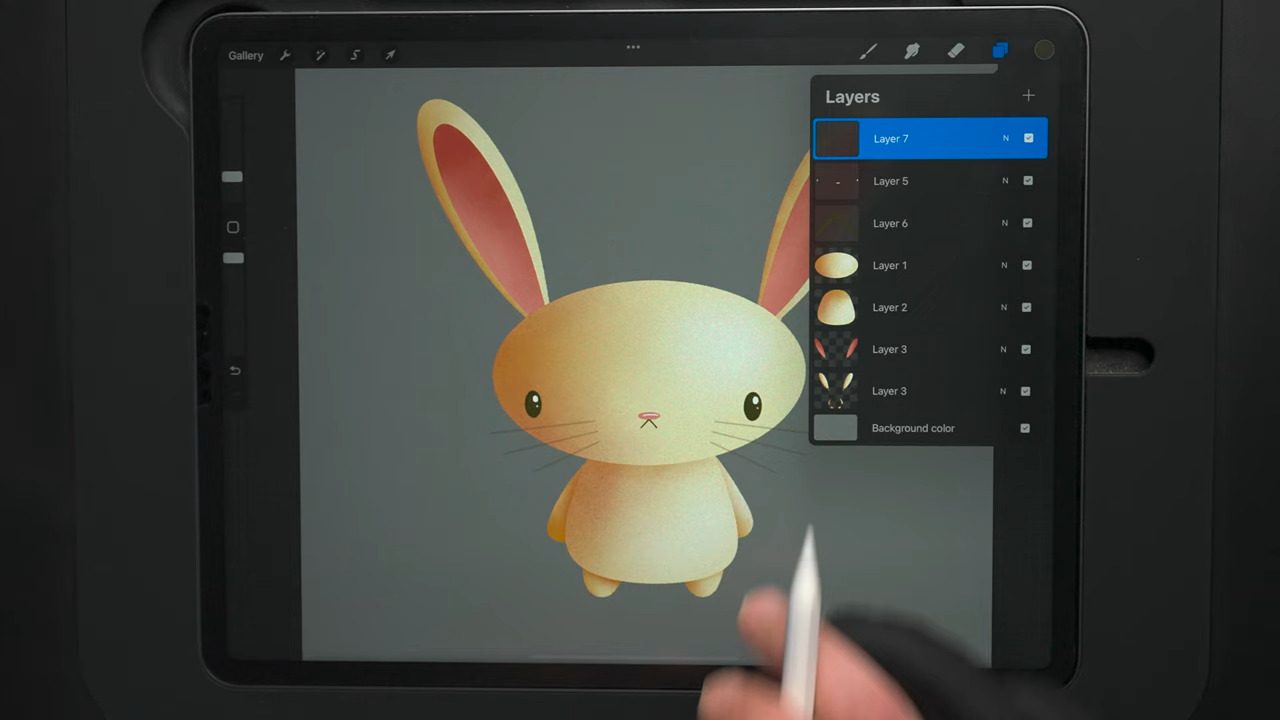 Gallery
Layers
Layer 7 N
Layer 5 N
Layer 6 N
Layer 1 N
Layer 2 N
Layer 3 N
Layer 3 N
Background color